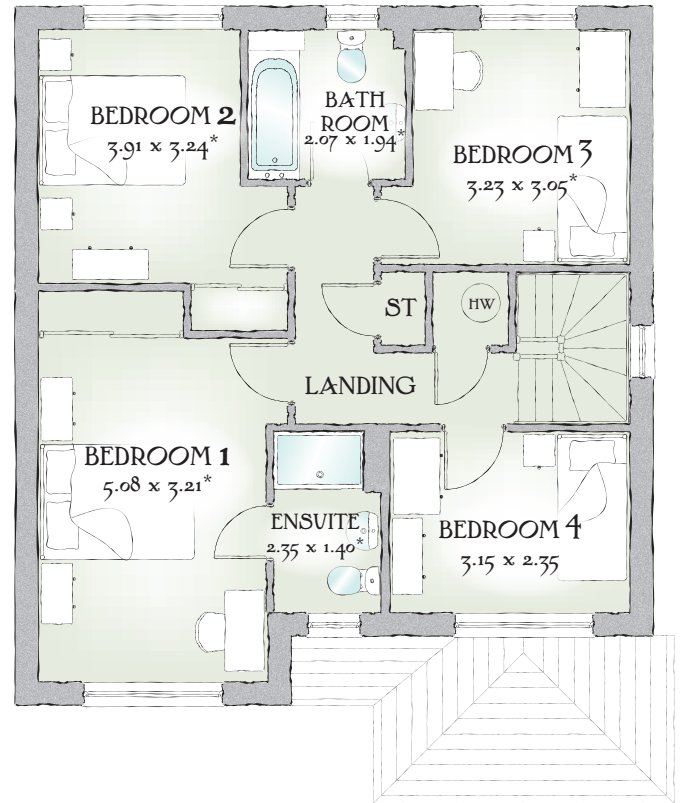 BEDROOM 2
3.91 x 3.24*
BATH
ROOM
2.07 x 1.94*
BEDROOM 3
3.23 x 3.05*
ST
HW
LANDING
BEDROOM 1
5.08 x 3.21*
ENSUITE
2.35 x 1.40*
BEDROOM 4
3.15 x 2.35